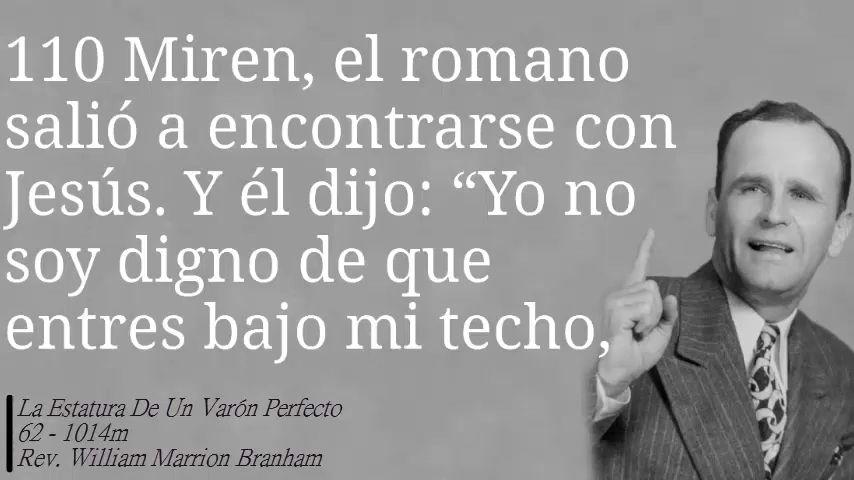 110 Miren, el romano
salió a encontrarse con
Jesús. Y él dijo: “Yo no
soy digno de que
entres bajo mi techo,
La Estatura De Un Varón Perfecto
62 - 1014m
Rev. William Marrion Branham